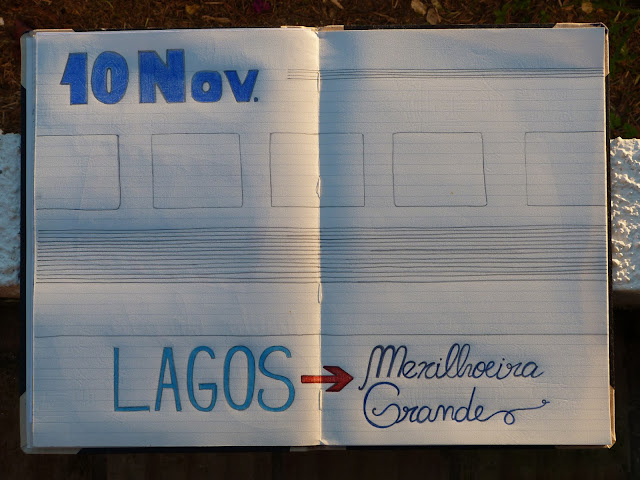 10 Nov.
LAGOS → Mexilhoeira
Grande